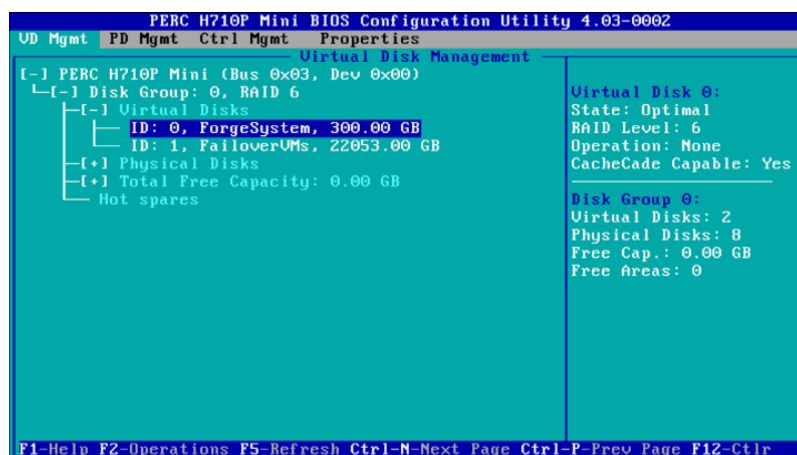 PERC H710P Mini BIOS Configuration Utility 4.03-0002
VD Mgmt PD Mgmt Ctrl Mgmt Properties
Virtual Disk Management
[-] PERC H710P Mini (Bus 0x03, Dev 0x00)
[-] Disk Group: 0, RAID 6
[-] Virtual Disks
ID: 0, ForgeSystem, 300.00 GB
ID: 1, FailoverVMs, 22053.00 GB
[+] Physical Disks
[+] Total Free Capacity: 0.00 GB
Hot spares
Virtual Disk 0:
State: Optimal
RAID Level: 6
Operation: None
CacheCade Capable: Yes
Disk Group 0:
Virtual Disks: 2
Physical Disks: 8
Free Cap.: 0.00 GB
Free Areas: 0
F1-Help F2-Operations F5-Refresh Ctrl-N-Next Page Ctrl-P-Prev Page F12-Ctlr